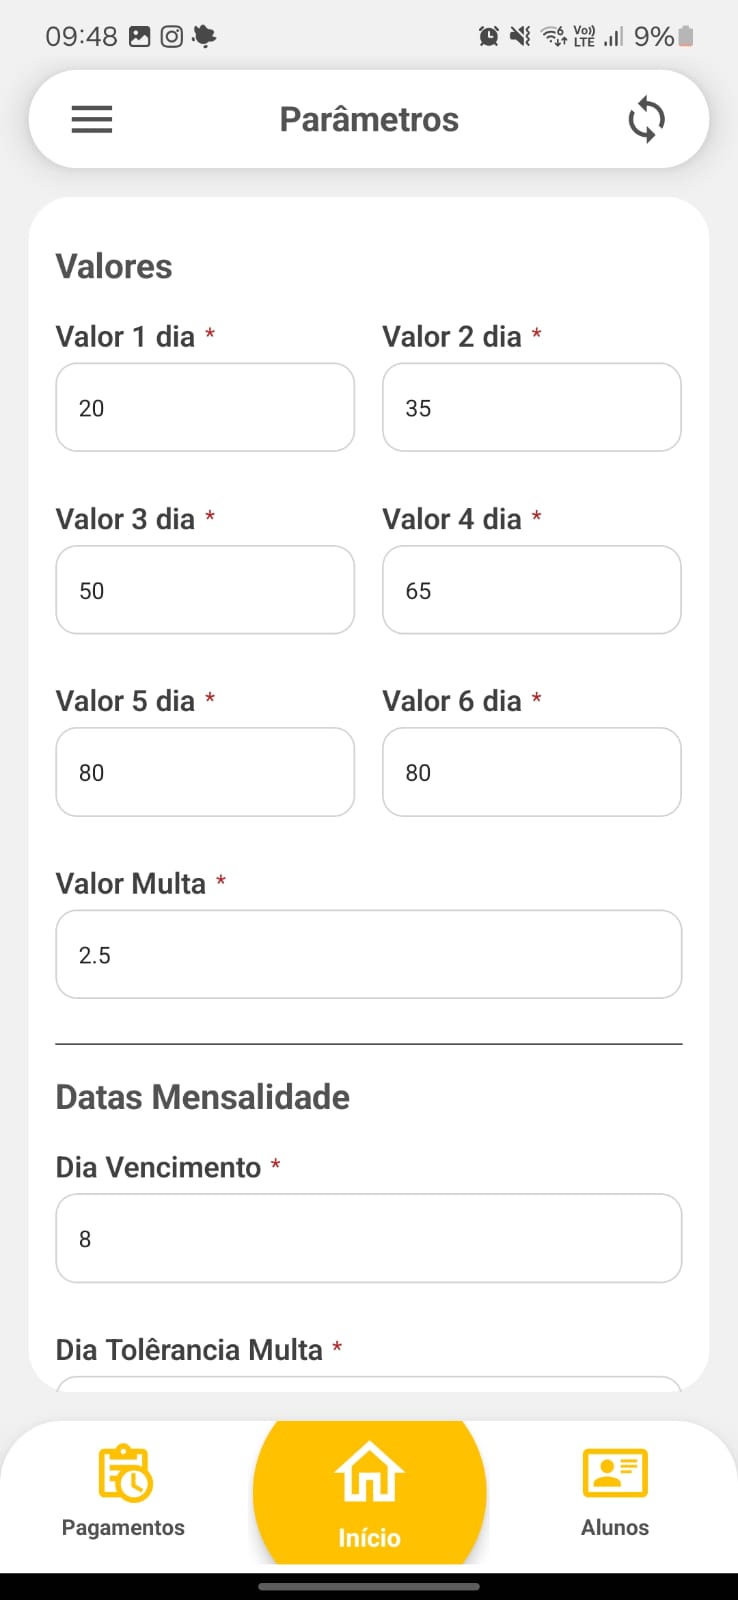 09:48
Vo))
LTE
9%
Parâmetros
Valores
Valor 1 dia *
Valor 2 dia *
20
35
Valor 3 dia *
Valor 4 dia *
50
65
Valor 5 dia *
Valor 6 dia *
80
80
Valor Multa *
2.5
Datas Mensalidade
Dia Vencimento *
8
Dia Tolêrancia Multa *
Pagamentos
Início
Alunos